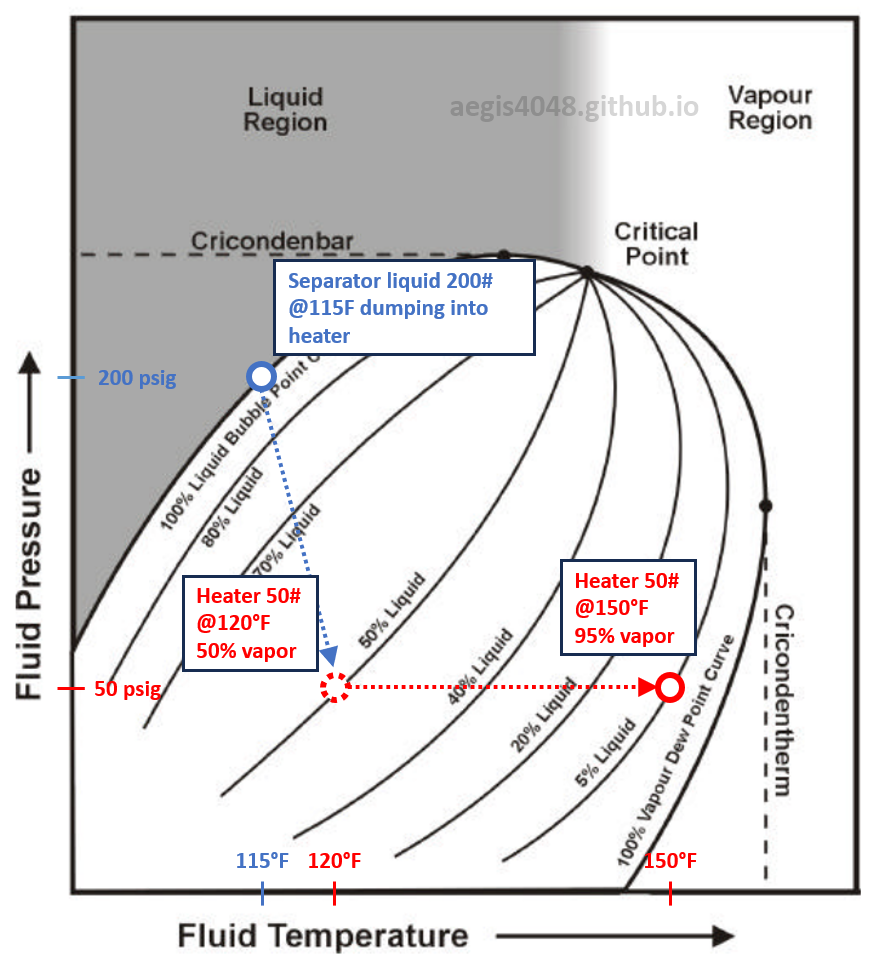 Liquid
Region
aegis4048.github.io
Vapour
Region
Cricondenbar
Critical
Point
Separator liquid 200#
@115F dumping into
heater
200 psig
100% Liquid Bubble Point
80% Liquid
70% Liquid
50% Liquid
40% Liquid
20% Liquid
5% Liquid
100% Vapour Dew Point Curve
Cricondentherm
Heater 50#
@120°F
50% vapor
Heater 50#
@150°F
95% vapor
50 psig
115°F
120°F
150°F
Fluid Pressure
Fluid Temperature